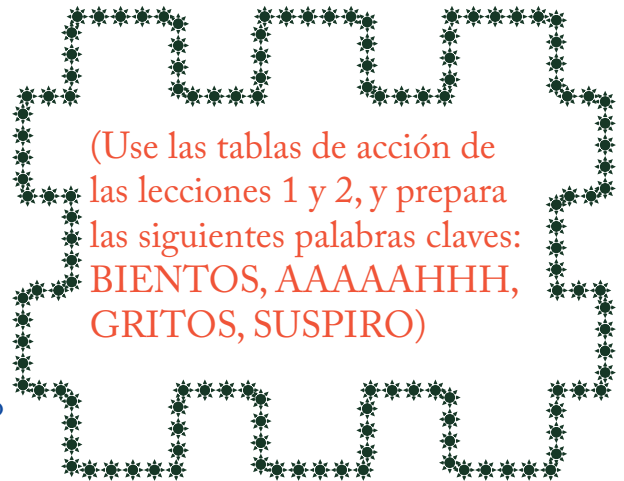 (Use las tablas de acción de
las lecciones 1 y 2, y prepara
las siguientes palabras claves:
BIENTOS, AAAAAHHH,
GRITOS, SUSPIRO)